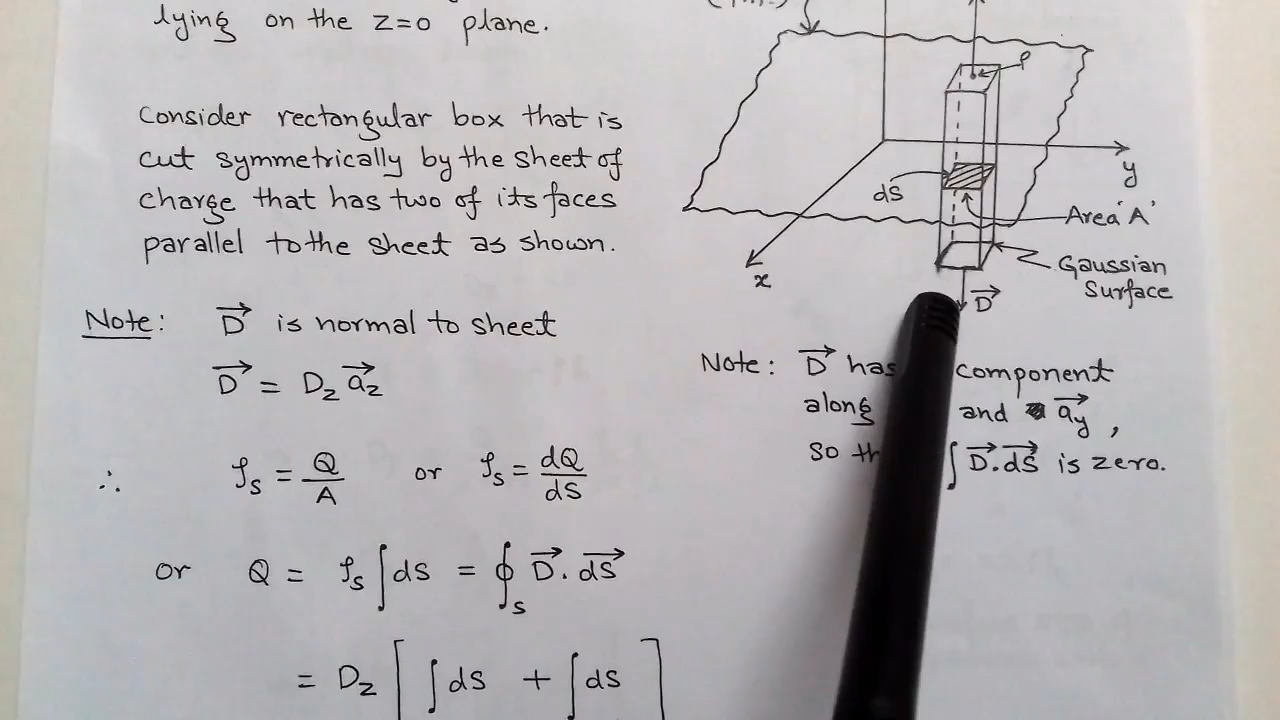 lying on the z=0 plane.
Consider rectangular box that is
cut symmetrically by the sheet of
charge that has two of its faces
parallel to the sheet as shown.
Note: D⃗ is normal to sheet
D⃗ = D_z a⃗_z
∴ ρ_s = Q/A or ρ_s = dQ/dS
or Q = ρ_s ∫ dS = ∮_S D⃗ . dS⃗
= D_z [ ∫ dS + ∫ dS ]
P
y
dS
Area 'A'
x
Gaussian
Surface
D⃗
Note: D⃗ has component
along and a⃗_y ,
so ∫ D⃗ . dS⃗ is zero.